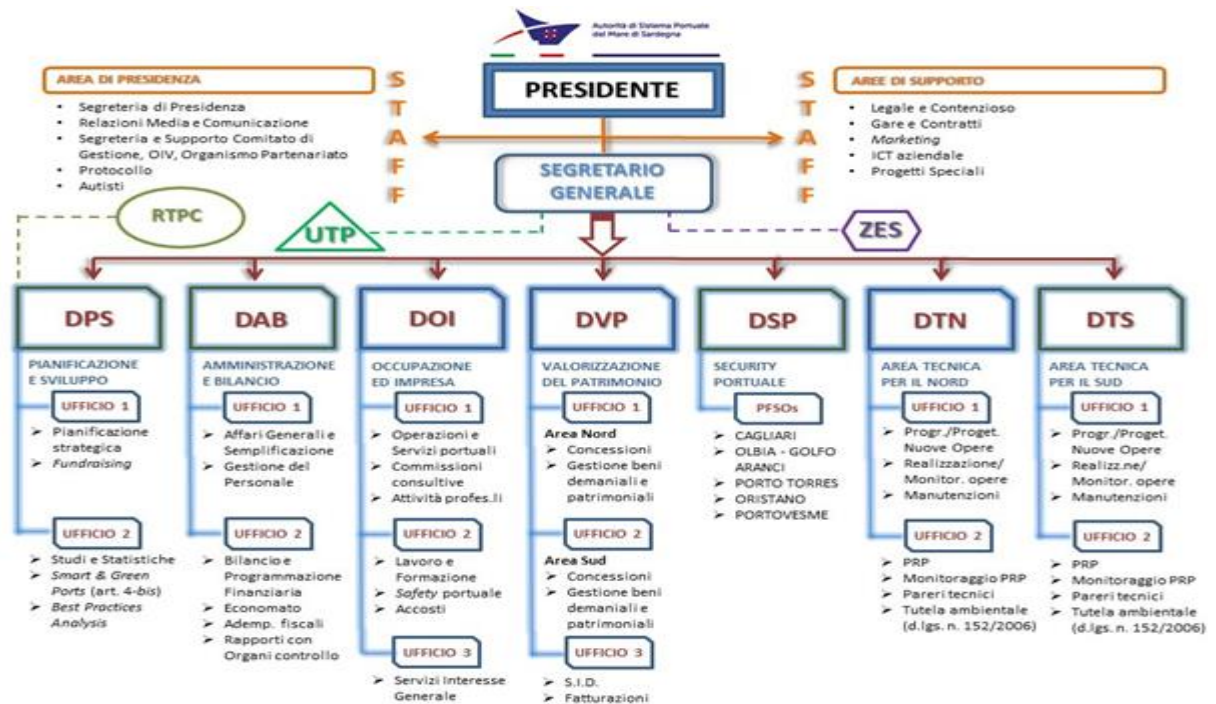 Autorità di Sistema Portuale
del Mare di Sardegna
PRESIDENTE
AREA DI PRESIDENZA
• Segreteria di Presidenza
• Relazioni Media e Comunicazione
• Segreteria e Supporto Comitato di
Gestione, OIV, Organismo Partenariato
• Protocollo
• Autisti
STAFF
STAFF
AREE DI SUPPORTO
• Legale e Contenzioso
• Gare e Contratti
• Marketing
• ICT aziendale
• Progetti Speciali
SEGRETARIO
GENERALE
RTPC
UTP
ZES
DPS
PIANIFICAZIONE
E SVILUPPO
UFFICIO 1
➢ Pianificazione
strategica
➢ Fundraising
UFFICIO 2
➢ Studi e Statistiche
➢ Smart & Green
Ports (art. 4-bis)
➢ Best Practices
Analysis
DAB
AMMINISTRAZIONE
E BILANCIO
UFFICIO 1
➢ Affari Generali e
Semplificazione
➢ Gestione del
Personale
UFFICIO 2
➢ Bilancio e
Programmazione
Finanziaria
➢ Economato
➢ Ademp. fiscali
➢ Rapporti con
Organi controllo
DOI
OCCUPAZIONE
ED IMPRESA
UFFICIO 1
➢ Operazioni e
Servizi portuali
➢ Commissioni
consultive
➢ Attività profes.li
UFFICIO 2
➢ Lavoro e
Formazione
➢ Safety portuale
➢ Accosti
UFFICIO 3
➢ Servizi Interesse
Generale
DVP
VALORIZZAZIONE
DEL PATRIMONIO
UFFICIO 1
Area Nord
➢ Concessioni
➢ Gestione beni
demaniali e
patrimoniali
UFFICIO 2
Area Sud
➢ Concessioni
➢ Gestione beni
demaniali e
patrimoniali
UFFICIO 3
➢ S.I.D.
➢ Fatturazioni
DSP
SECURITY
PORTUALE
PFSOs
➢ CAGLIARI
➢ OLBIA - GOLFO
ARANCI
➢ PORTO TORRES
➢ ORISTANO
➢ PORTOVESME
DTN
AREA TECNICA
PER IL NORD
UFFICIO 1
➢ Progr./Proget.
Nuove Opere
➢ Realizzazione/
Monitor. opere
➢ Manutenzioni
UFFICIO 2
➢ PRP
➢ Monitoraggio PRP
➢ Pareri tecnici
➢ Tutela ambientale
(d.lgs. n. 152/2006)
DTS
AREA TECNICA
PER IL SUD
UFFICIO 1
➢ Progr./Proget.
Nuove Opere
➢ Realizz.ne/
Monitor. opere
➢ Manutenzioni
UFFICIO 2
➢ PRP
➢ Monitoraggio PRP
➢ Pareri tecnici
➢ Tutela ambientale
(d.lgs. n. 152/2006)